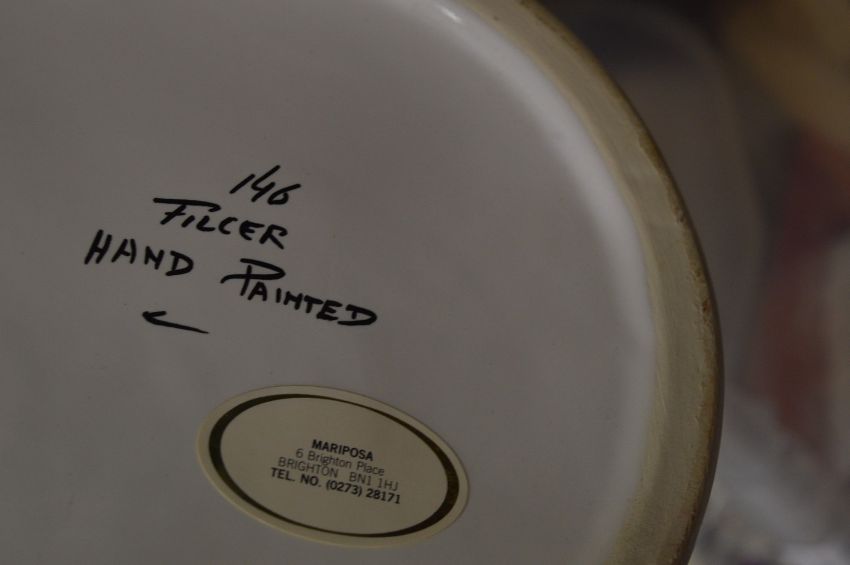 146
FILCER
HAND PAINTED
MARIPOSA
6 Brighton Place
BRIGHTON BN1 1HJ
TEL. NO. (0273) 28171